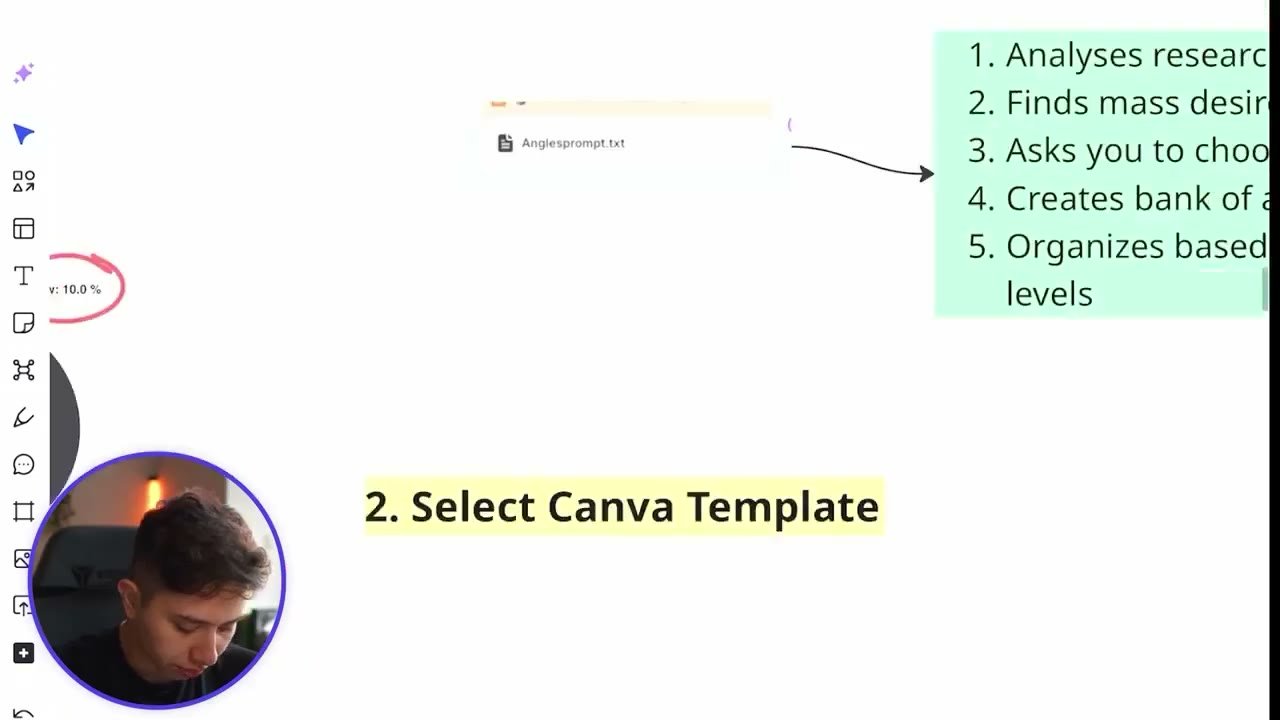 1. Analyses researc
2. Finds mass desir
Anglesprompt.txt
3. Asks you to choo
4. Creates bank of a
5. Organizes based
levels
w: 10.0 %
2. Select Canva Template